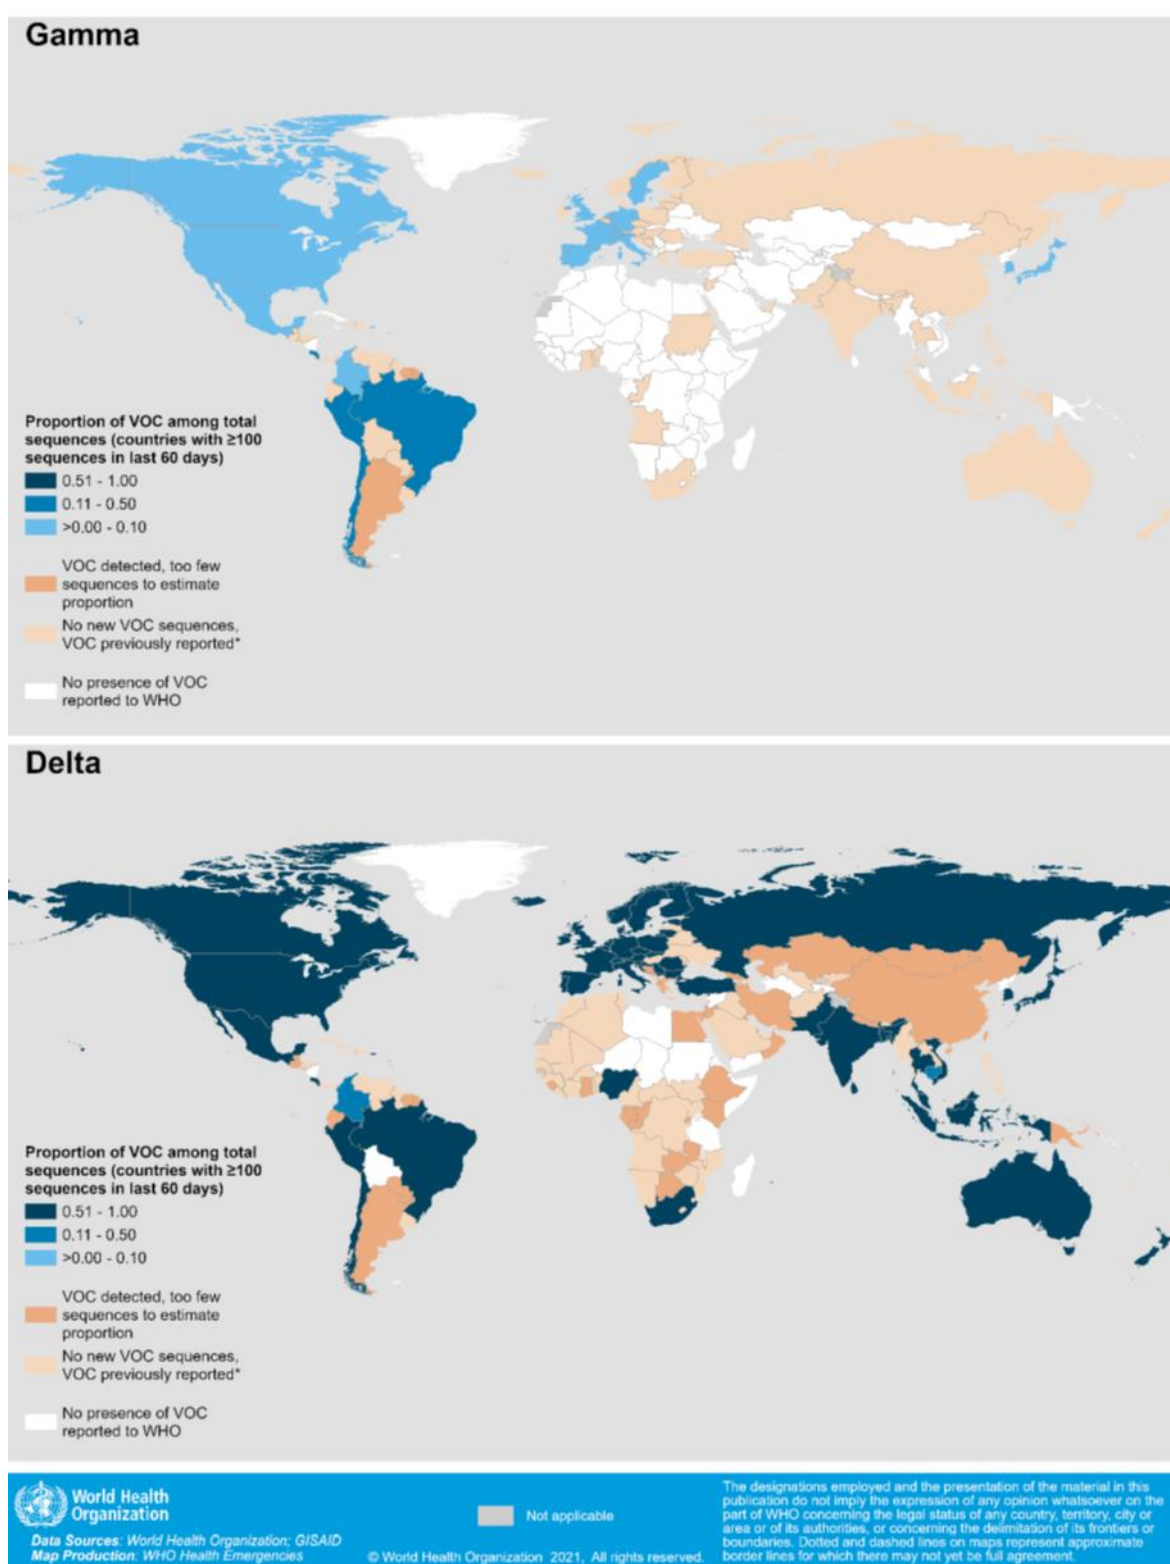 Gamma
Proportion of VOC among total
sequences (countries with ≥100
sequences in last 60 days)
0.51 - 1.00
0.11 - 0.50
>0.00 - 0.10
VOC detected, too few
sequences to estimate
proportion
No new VOC sequences,
VOC previously reported*
No presence of VOC
reported to WHO
Delta
Proportion of VOC among total
sequences (countries with ≥100
sequences in last 60 days)
0.51 - 1.00
0.11 - 0.50
>0.00 - 0.10
VOC detected, too few
sequences to estimate
proportion
No new VOC sequences,
VOC previously reported*
No presence of VOC
reported to WHO
World Health
Organization
Data Sources: World Health Organization; GISAID
Map Production: WHO Health Emergencies
Not applicable
© World Health Organization 2021, All rights reserved.
The designations employed and the presentation of the material in this
publication do not imply the expression of any opinion whatsoever on the
part of WHO concerning the legal status of any country, territory, city or
area or of its authorities, or concerning the delimitation of its frontiers or
boundaries. Dotted and dashed lines on maps represent approximate
border lines for which there may not yet be full agreement.